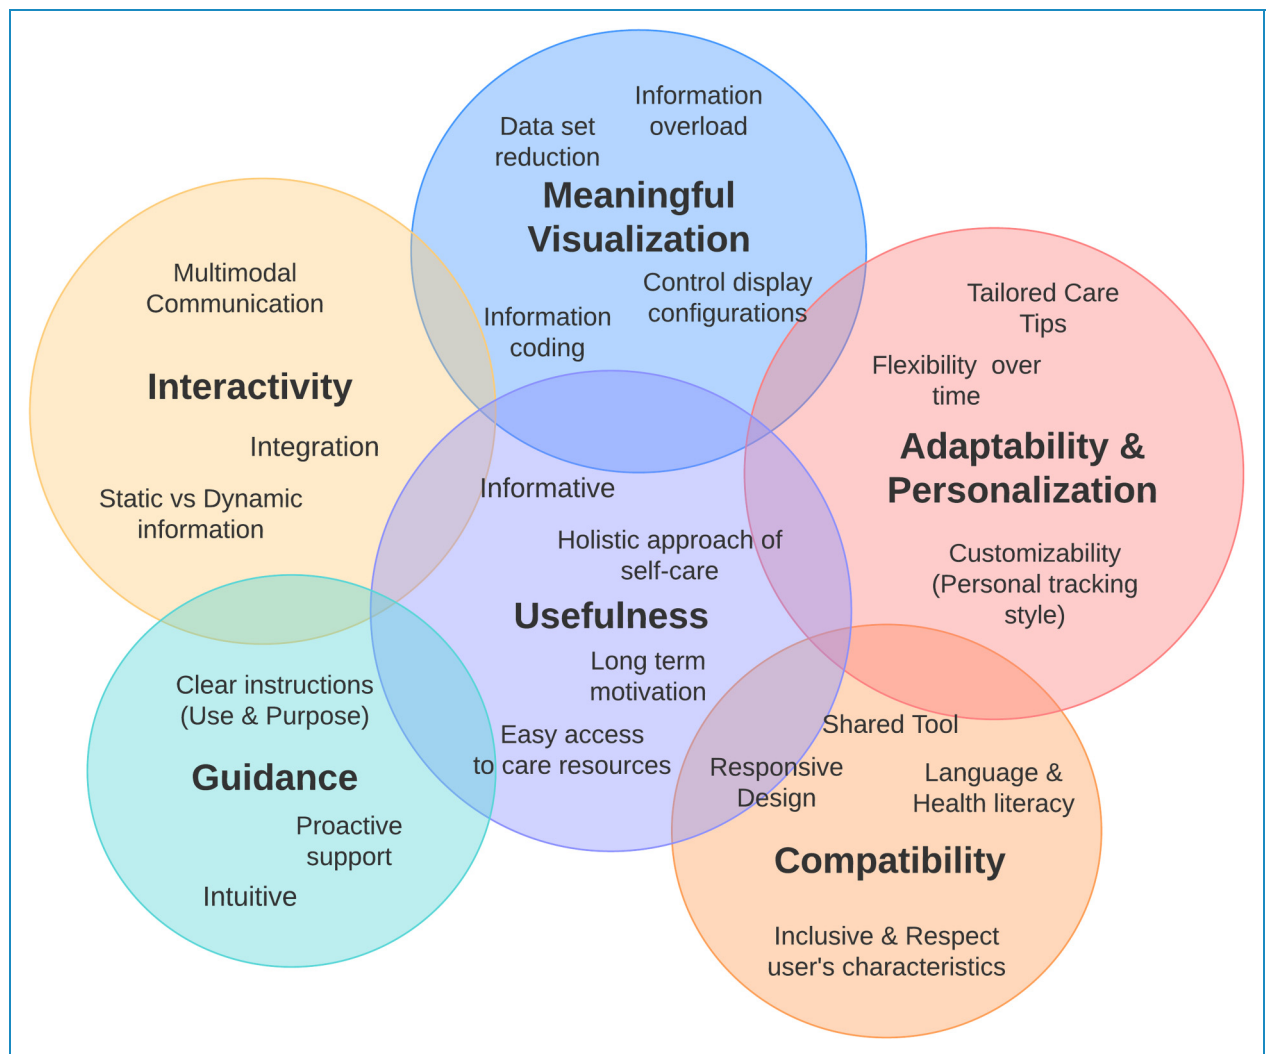 Information
overload
Data set
reduction
Meaningful
Visualization
Control display
configurations
Information
coding
Multimodal
Communication
Interactivity
Integration
Static vs Dynamic
information
Tailored Care
Tips
Flexibility over
time
Adaptability &
Personalization
Customizability
(Personal tracking
style)
Informative
Holistic approach of
self-care
Usefulness
Long term
motivation
Easy access
to care resources
Clear instructions
(Use & Purpose)
Guidance
Proactive
support
Intuitive
Shared Tool
Responsive
Design
Language &
Health literacy
Compatibility
Inclusive & Respect
user's characteristics